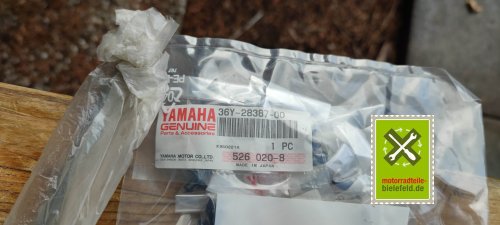 PE-
YAMAHA
GENUINE
Parts & Accessories
YAMAHA MOTOR CO., LTD.
36Y-28387-00
1 PC
526 020-8
MADE IN JAPAN
motorradteile-
bielefeld.de